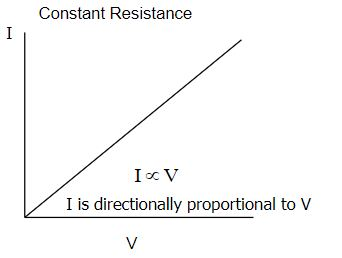 Constant Resistance
I
I ∝ V
I is directionally proportional to V
V